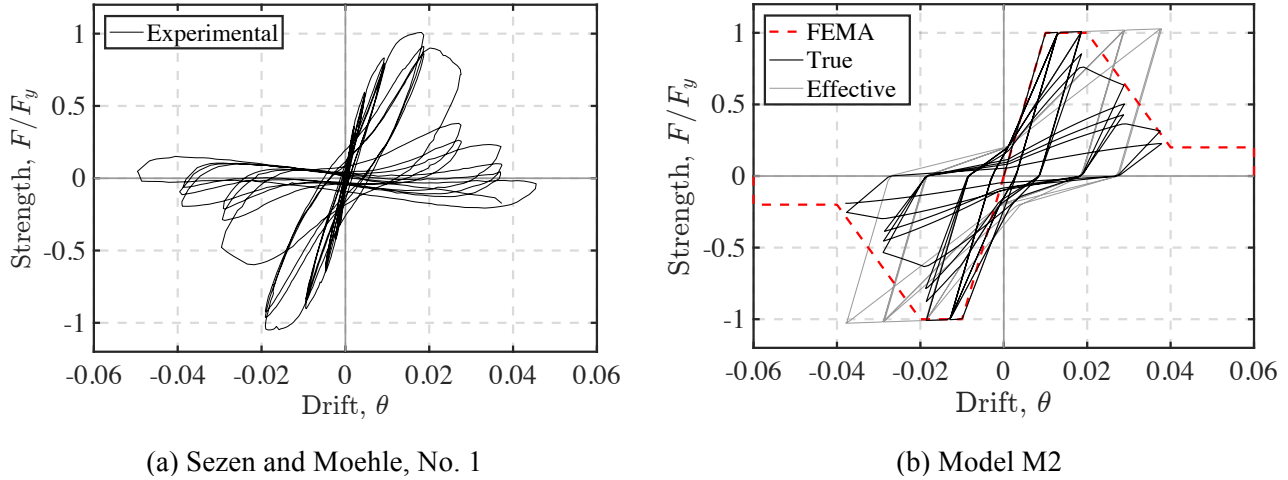 1
0.5
0
-0.5
-1
Strength, F/F_y
Experimental
-0.06 -0.04 -0.02 0 0.02 0.04 0.06
Drift, θ
(a) Sezen and Moehle, No. 1
1
0.5
0
-0.5
-1
Strength, F/F_y
FEMA
True
Effective
-0.06 -0.04 -0.02 0 0.02 0.04 0.06
Drift, θ
(b) Model M2